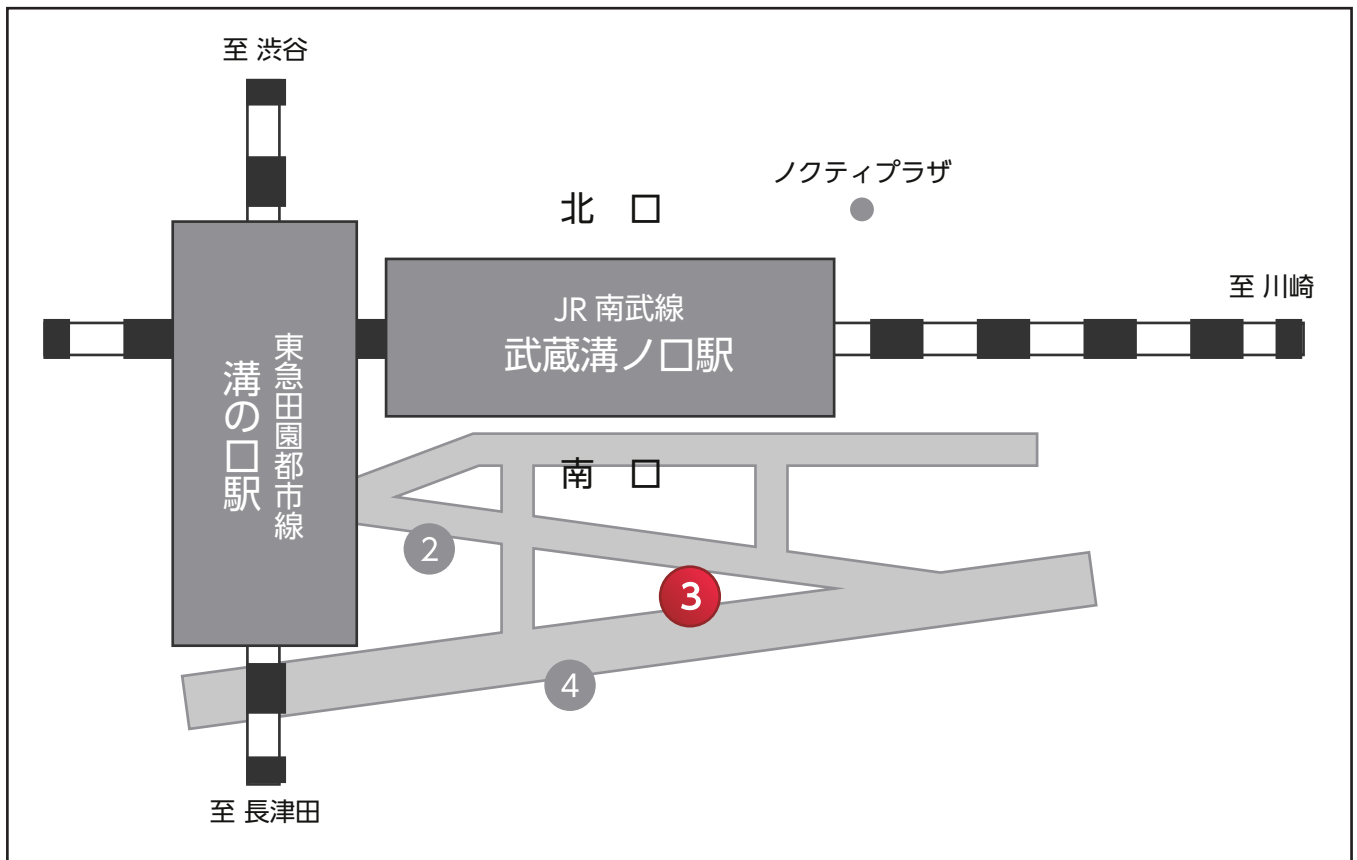 至 渋谷
ノクティプラザ
北 口
至 川崎
JR 南武線
武蔵溝ノ口駅
東急田園都市線
溝の口駅
南 口
2
3
4
至 長津田